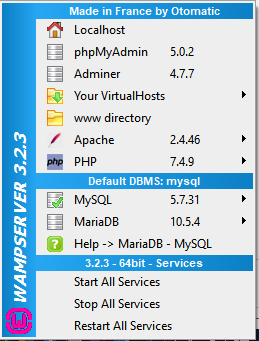 Made in France by Otomatic
Localhost
phpMyAdmin 5.0.2
Adminer 4.7.7
Your VirtualHosts
www directory
Apache 2.4.46
php PHP 7.4.9
Default DBMS: mysql
MySQL 5.7.31
MariaDB 10.5.4
? Help -> MariaDB - MySQL
3.2.3 - 64bit - Services
Start All Services
Stop All Services
Restart All Services
WAMPSERVER 3.2.3